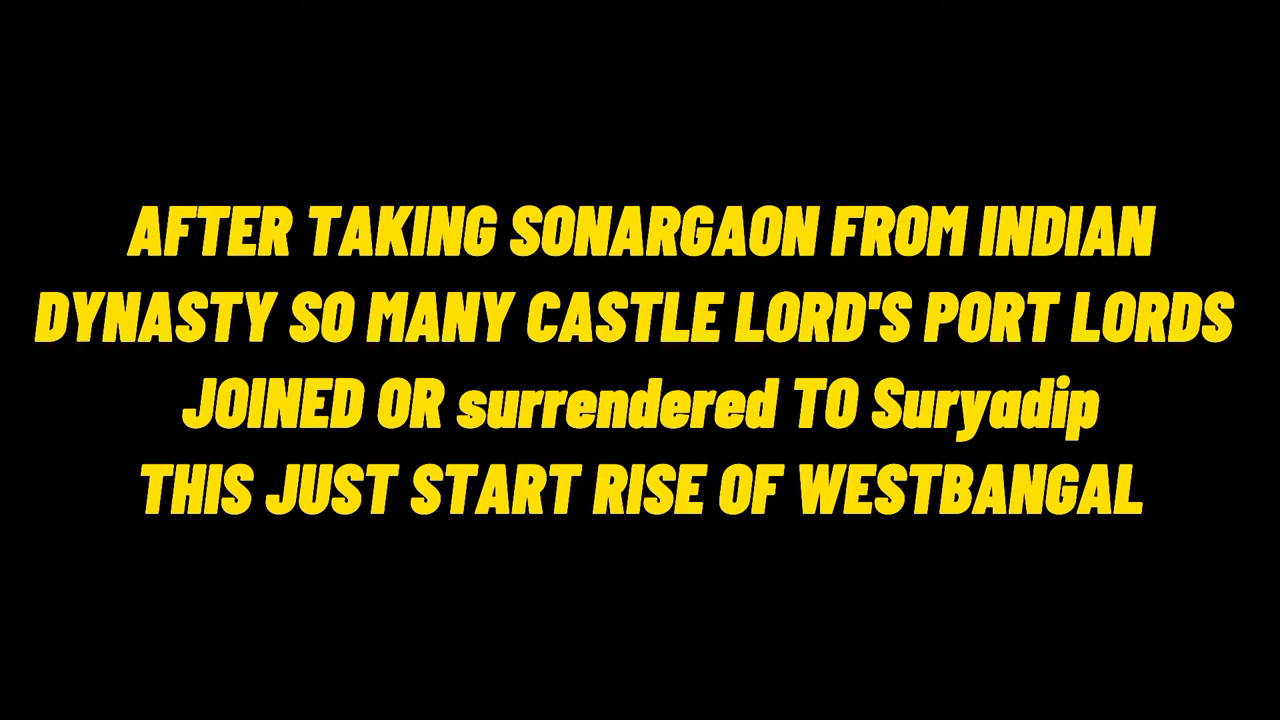 AFTER TAKING SONARGAON FROM INDIAN
DYNASTY SO MANY CASTLE LORD'S PORT LORDS
JOINED OR surrendered TO Suryadip
THIS JUST START RISE OF WESTBANGAL